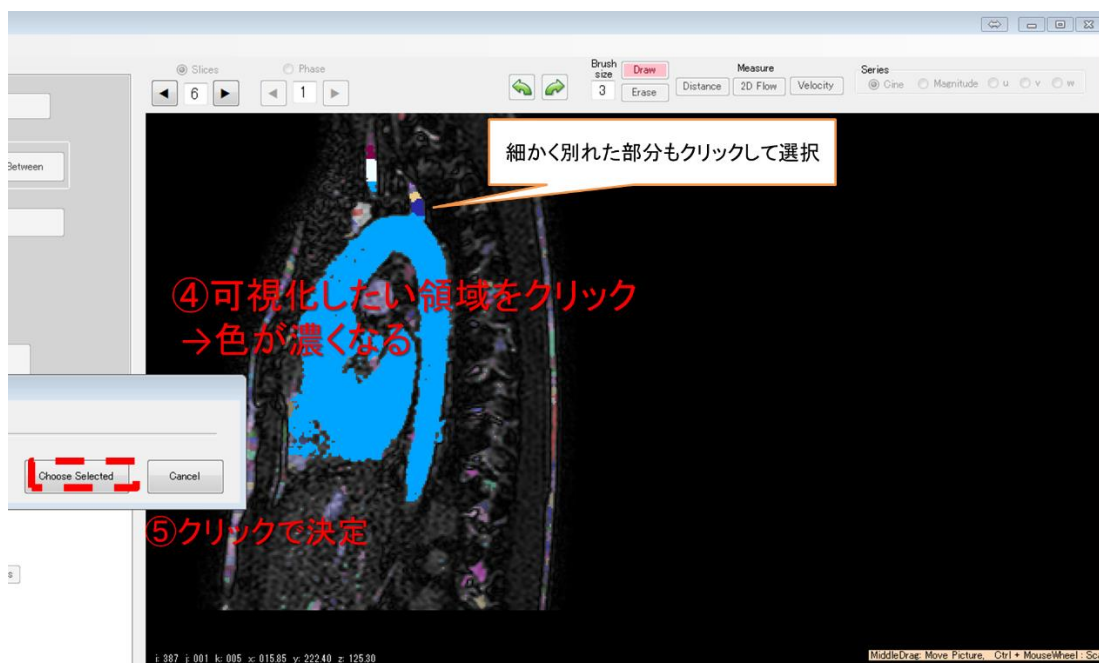 Slices
Phase
6
1
Brush
size
3
Draw
Erase
Measure
Distance
2D Flow
Velocity
Series
Cine
Magnitude
u
v
w
Between
細かく別れた部分もクリックして選択
④可視化したい領域をクリック
→色が濃くなる
Choose Selected
Cancel
⑤クリックで決定
s
i: 387 j: 001 k: 005 x: 015.85 y: 222.40 z: 125.30
MiddleDrag: Move Picture, Ctrl + MouseWheel : Sca